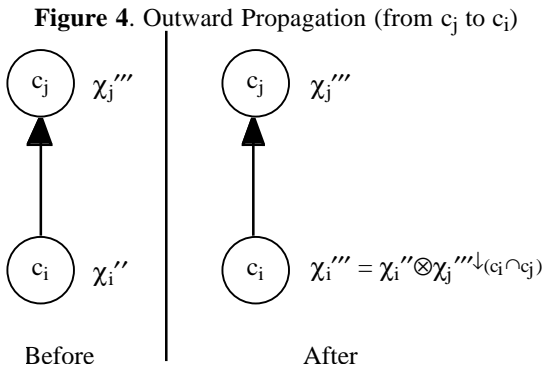 Figure 4. Outward Propagation (from cj to ci)
cj χj′′′ cj χj′′′
ci χi′′ ci χi′′′ = χi′′⊗χj′′′↓(ci∩cj)
Before After